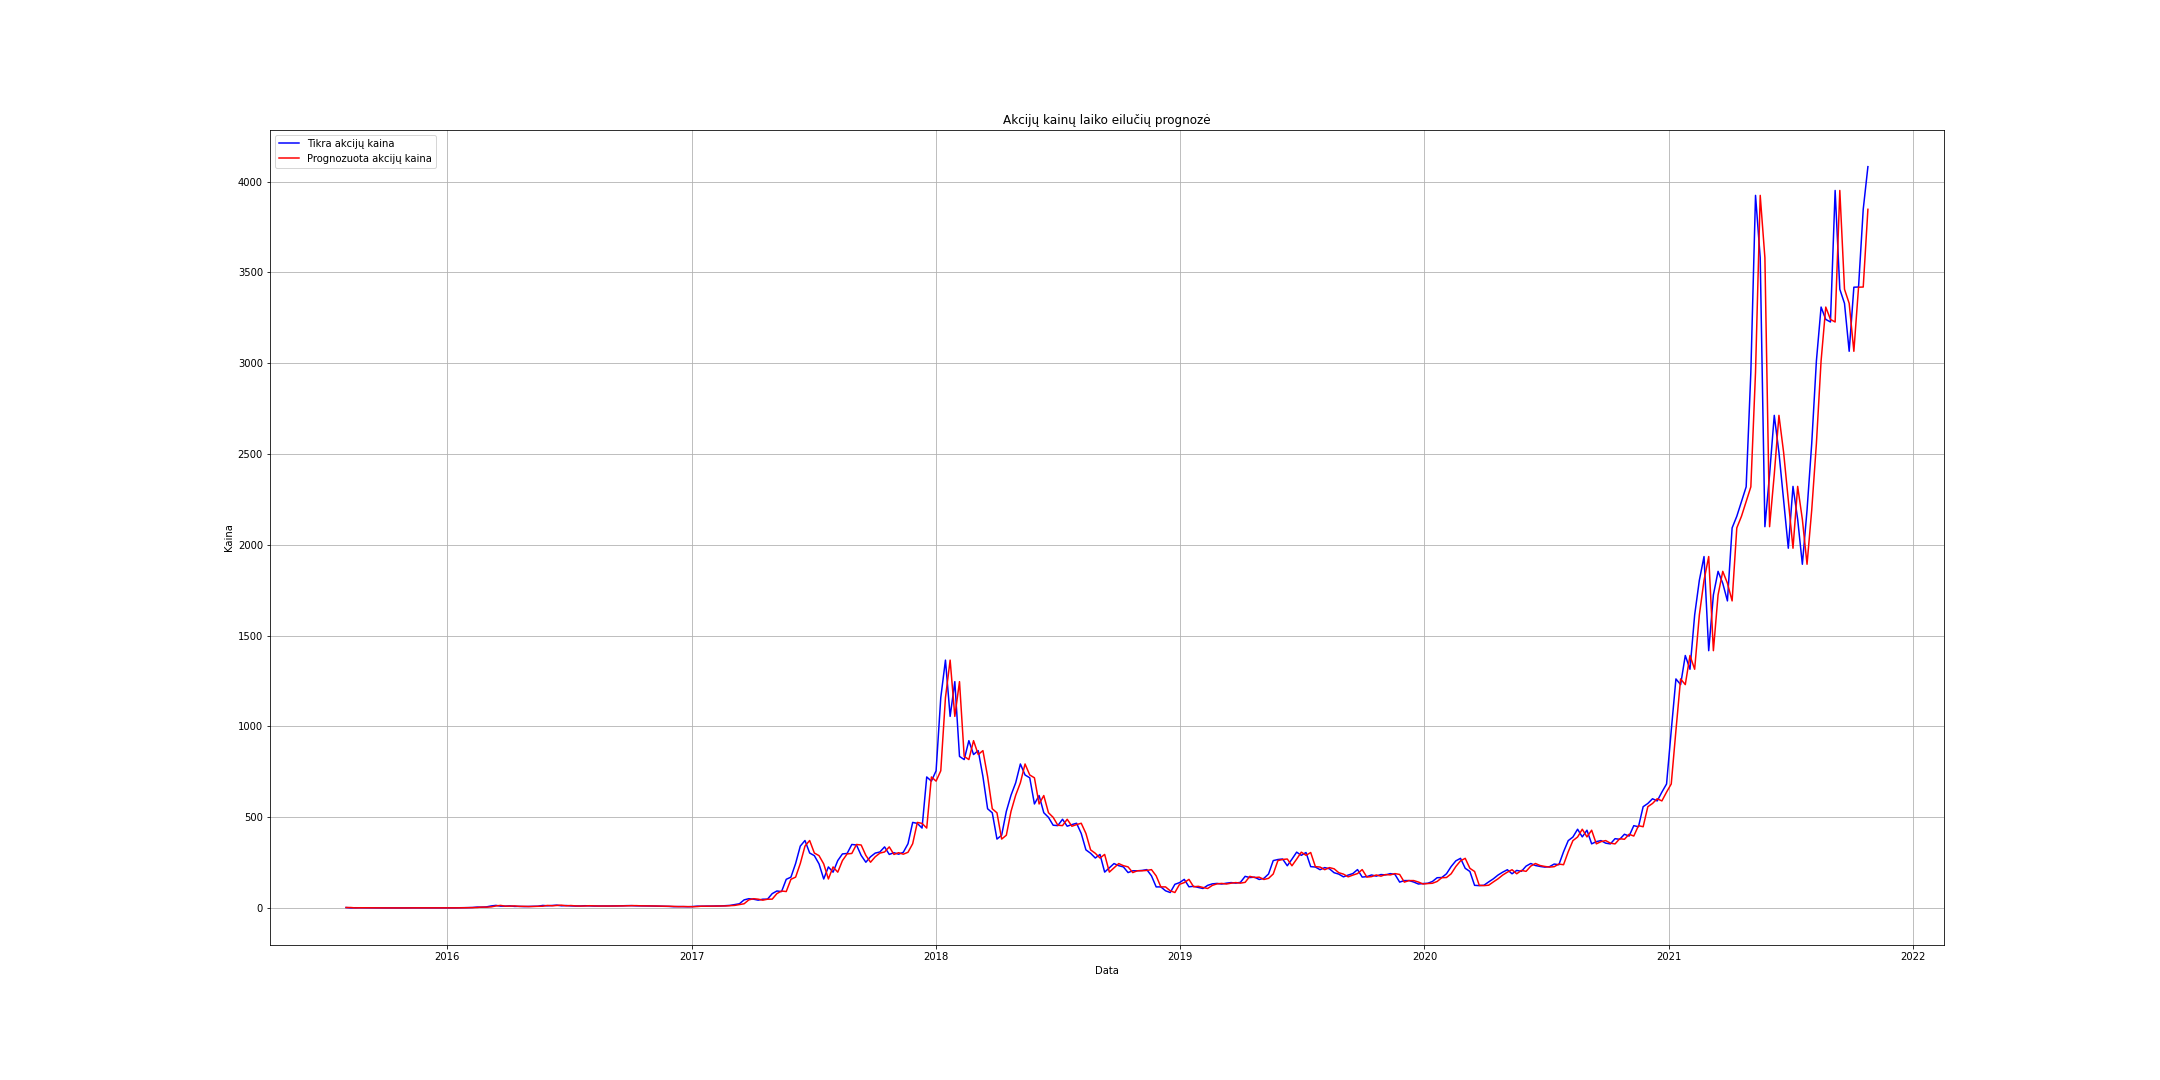 Akcijų kainų laiko eilučių prognozė
Tikra akcijų kaina
Prognozuota akcijų kaina
4000
3500
3000
2500
2000
1500
1000
500
0
Kaina
2016 2017 2018 2019 2020 2021 2022
Data